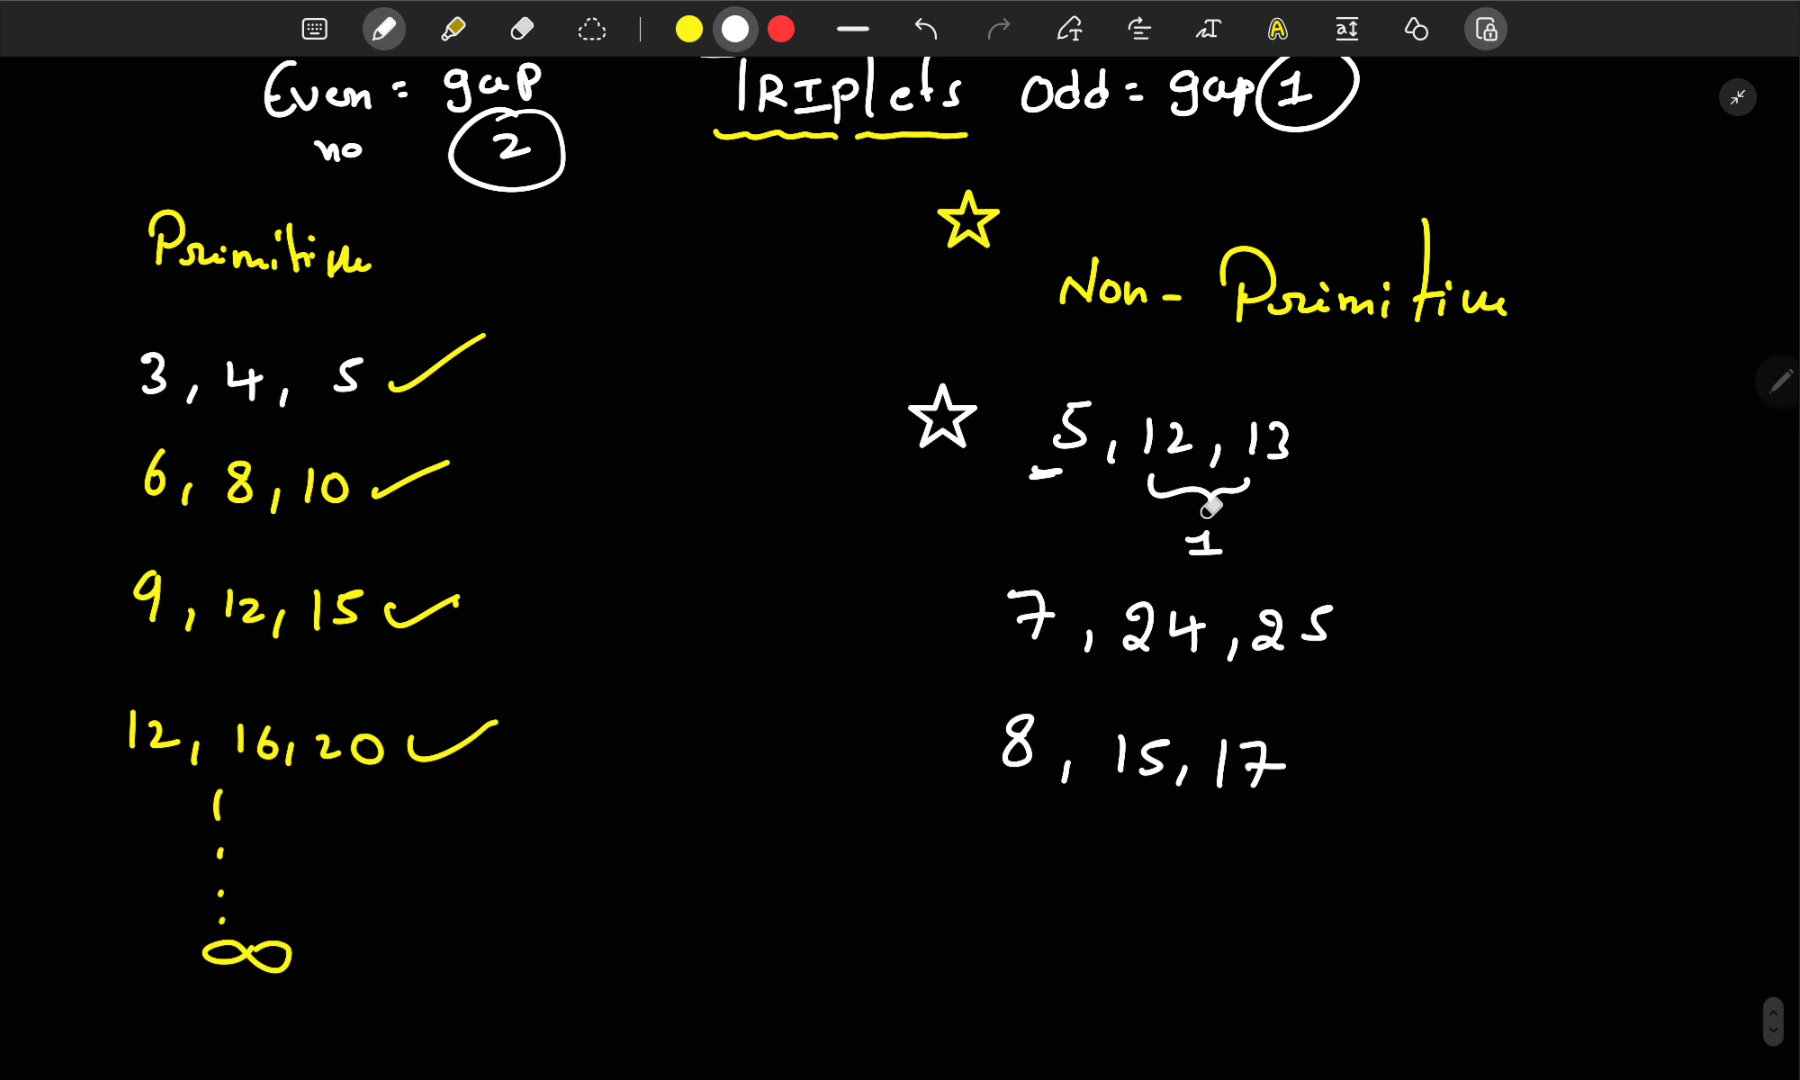 Even = gap
no 2
TRIplets
Odd = gap 1
Primitive
3, 4, 5
6, 8, 10
9, 12, 15
12, 16, 20
∞
Non - Primitive
5, 12, 13
1
7, 24, 25
8, 15, 17